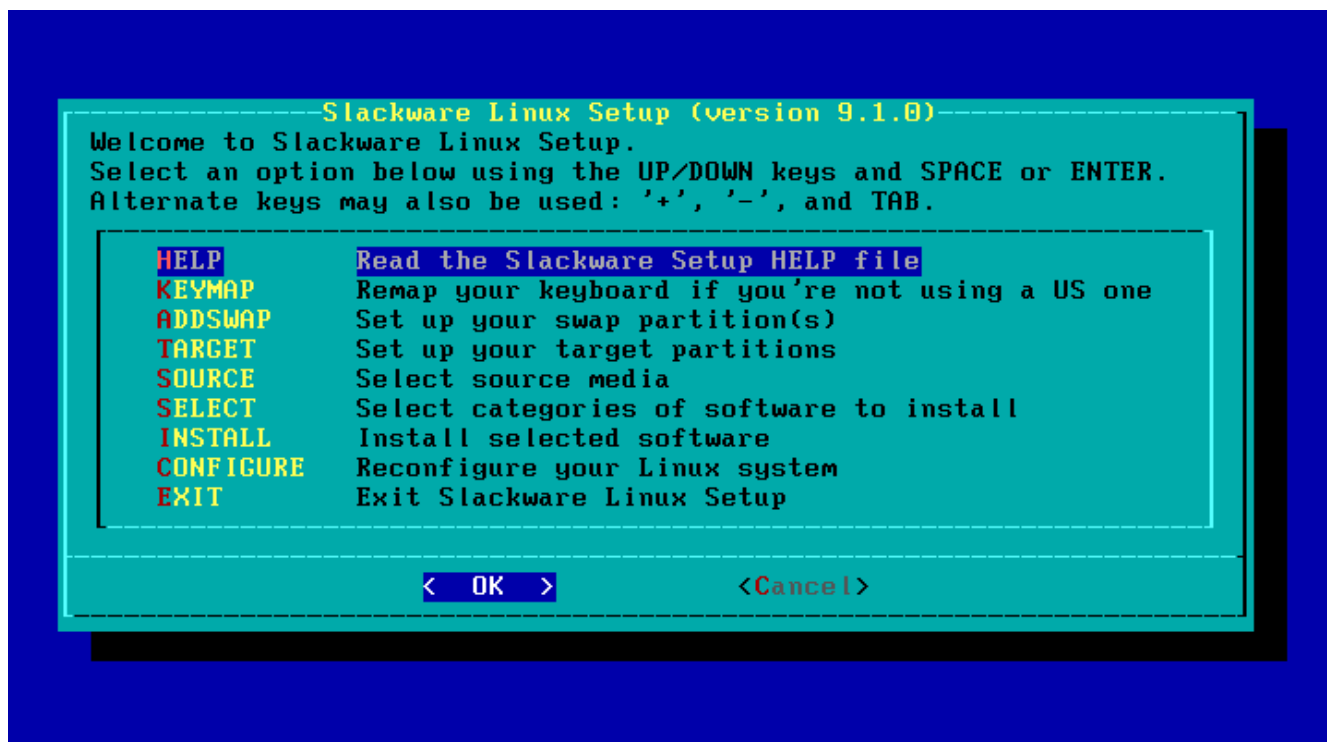 Slackware Linux Setup (version 9.1.0)
Welcome to Slackware Linux Setup.
Select an option below using the UP/DOWN keys and SPACE or ENTER.
Alternate keys may also be used: '+', '-', and TAB.
HELP Read the Slackware Setup HELP file
KEYMAP Remap your keyboard if you're not using a US one
ADDSWAP Set up your swap partition(s)
TARGET Set up your target partitions
SOURCE Select source media
SELECT Select categories of software to install
INSTALL Install selected software
CONFIGURE Reconfigure your Linux system
EXIT Exit Slackware Linux Setup
< OK > <Cancel>